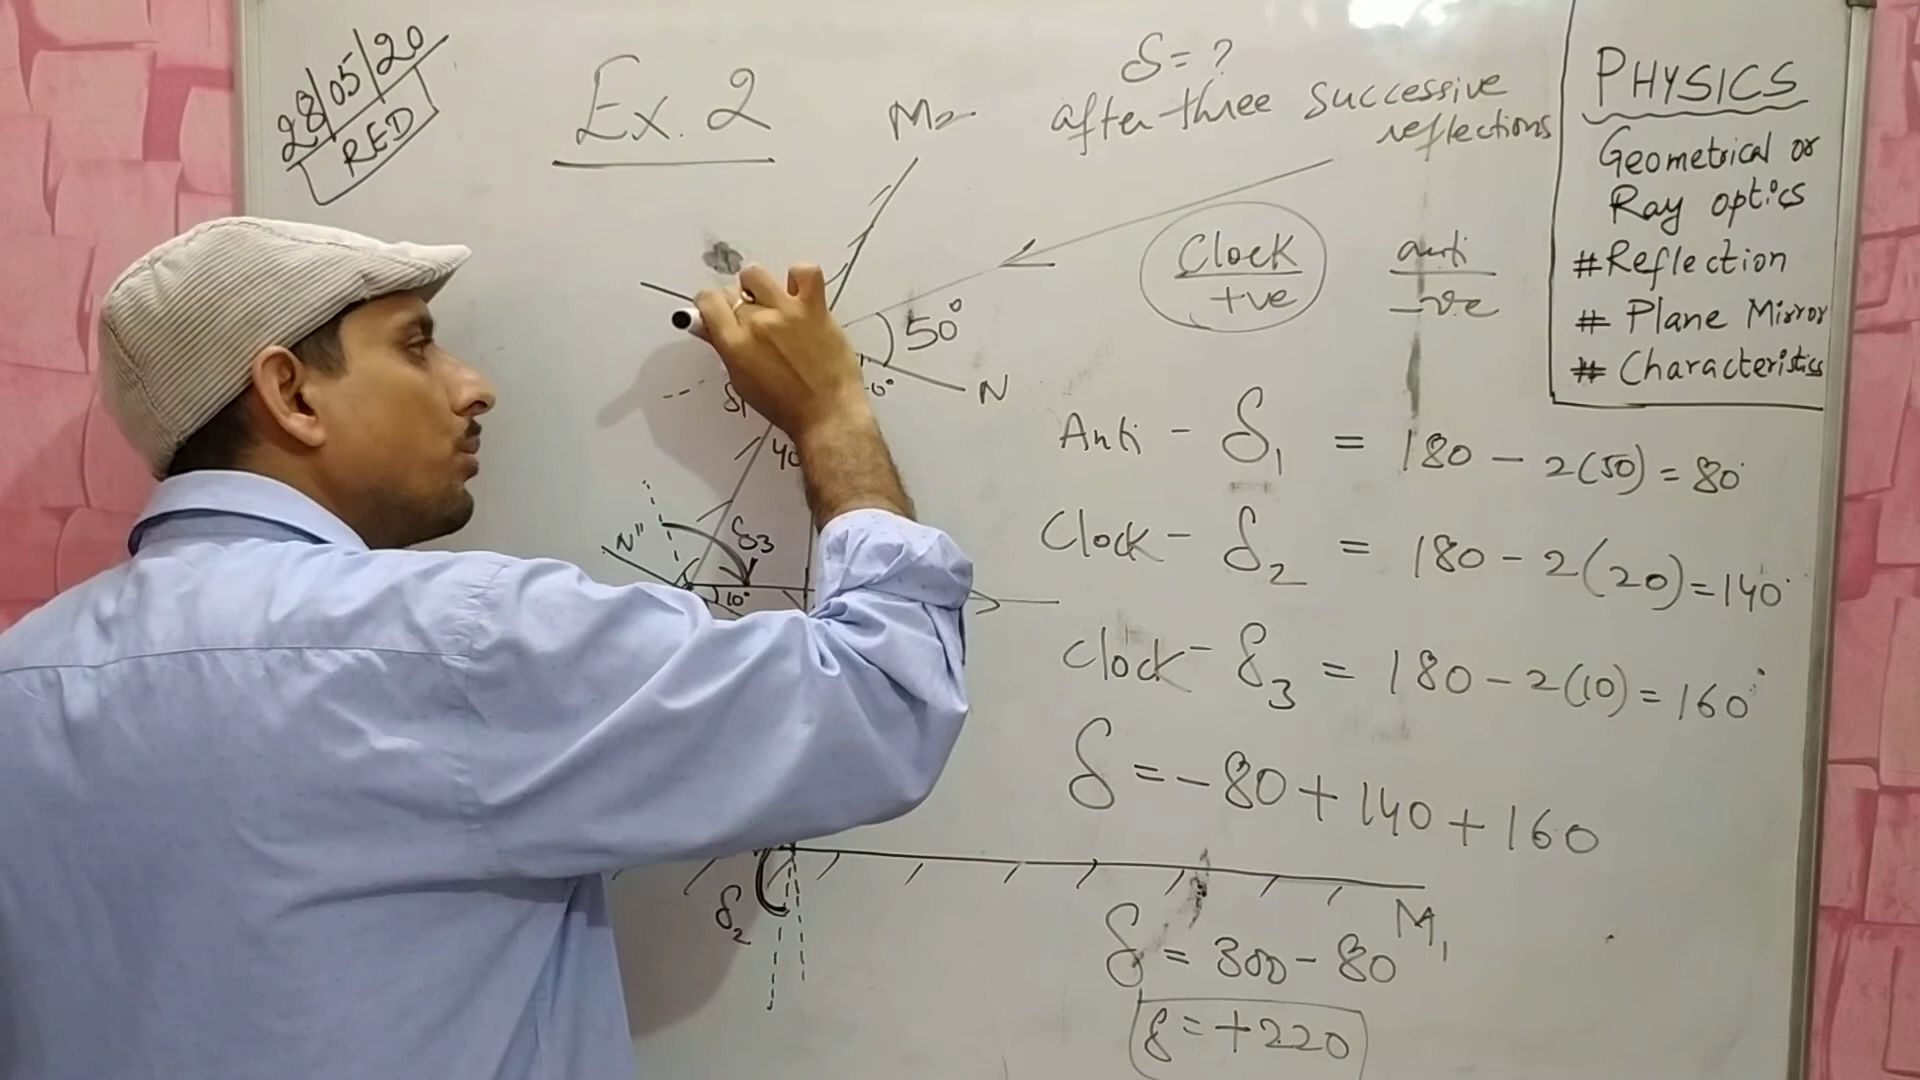 28/05/20
RED
Ex. 2
M2
δ = ?
after three successive
reflections
PHYSICS
Geometrical or
Ray optics
# Reflection
# Plane Mirror
# Characteristics
Clock
+ve
anti
-ve
50°
N
δ1
40
N''
δ3
10°
Anti - δ1 = 180 - 2(50) = 80°
Clock - δ2 = 180 - 2(20) = 140°
Clock - δ3 = 180 - 2(10) = 160°
δ = -80 + 140 + 160
M1
δ2
δ = 300 - 80
δ = +220